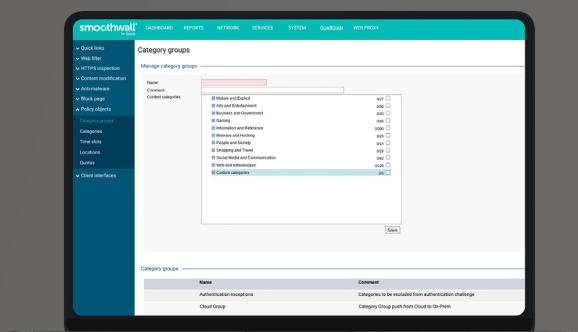 smoothwall
by Qoria
DASHBOARD REPORTS NETWORK SERVICES SYSTEM GUARDIAN WEB PROXY
Quick links
Web filter
HTTPS inspection
Content modification
Anti-malware
Block page
Policy objects
Category groups
Categories
Time slots
Locations
Quotas
Client interfaces
Category groups
Manage category groups
Name:
Comment:
Content categories:
Mature and Explicit
Arts and Entertainment
Business and Government
Gaming
Information and Reference
Malware and Hacking
People and Society
Shopping and Travel
Social Media and Communication
Web and Infrastructure
Custom categories
Save
Category groups
Name Comment
Authentication exceptions Categories to be excluded from authentication challenge
Cloud Group Category Group push from Cloud to On-Prem